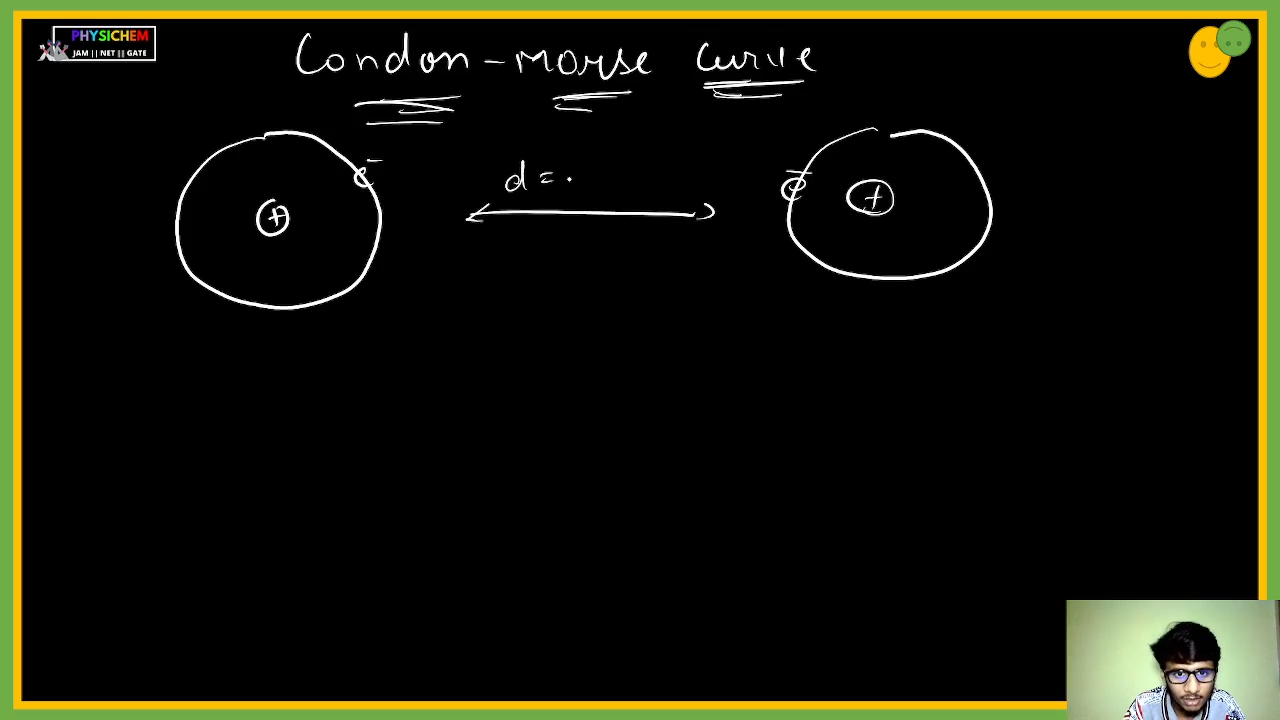 PHYSICHEM
JAM || NET || GATE
Condon-morse curve
e⁻
d = .
e⁻
+
+